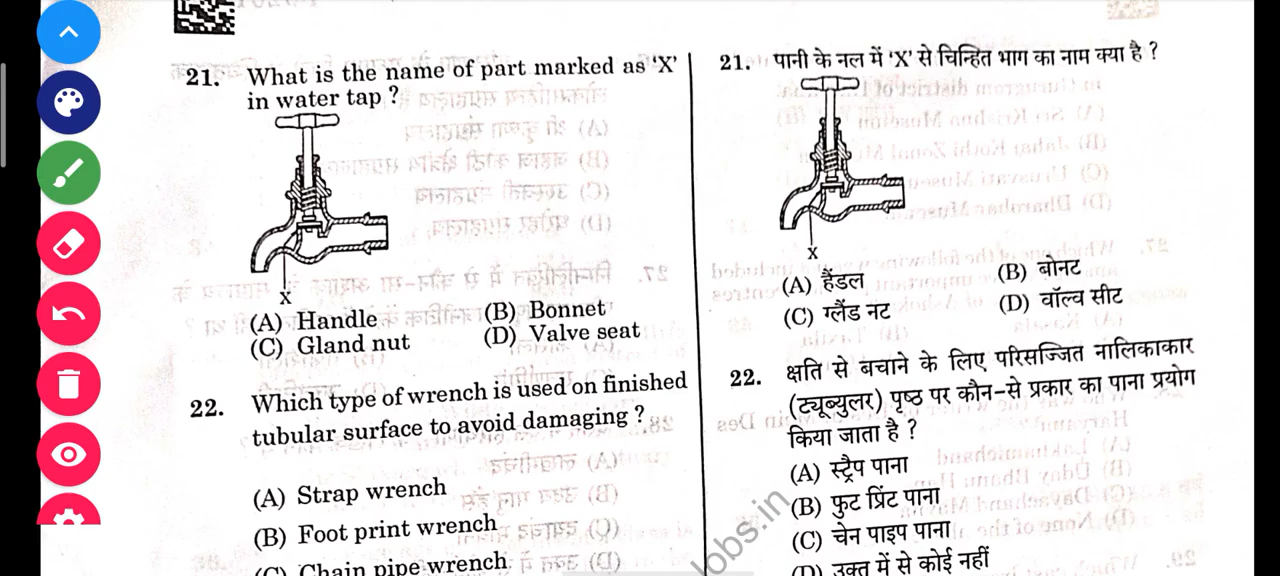 21. What is the name of part marked as ‘X’
in water tap ?
X
(A) Handle (B) Bonnet
(C) Gland nut (D) Valve seat
22. Which type of wrench is used on finished
tubular surface to avoid damaging ?
(A) Strap wrench
(B) Foot print wrench
(C) Chain pipe wrench
21. पानी के नल में ‘X’ से चिन्हित भाग का नाम क्या है ?
X
(A) हैंडल (B) बोनट
(C) ग्लैंड नट (D) वॉल्व सीट
22. क्षति से बचाने के लिए परिसज्जित नालिकाकार
(ट्यूब्युलर) पृष्ठ पर कौन-से प्रकार का पाना प्रयोग
किया जाता है ?
(A) स्ट्रैप पाना
(B) फुट प्रिंट पाना
(C) चेन पाइप पाना
(D) उक्त में से कोई नहीं